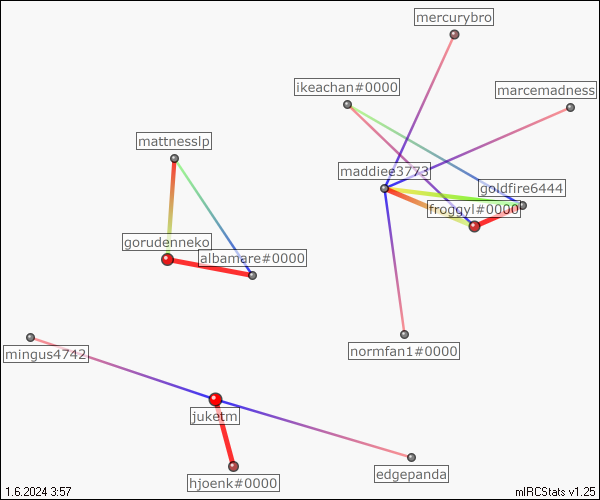 mercurybro
ikeachan#0000
marcemadness
mattnesslp
maddiee3773
goldfire6444
froggyl#0000
gorudenneko
albamare#0000
normfan1#0000
mingus4742
juketm
edgepanda
hjoenk#0000
1.6.2024 3:57
mIRCStats v1.25